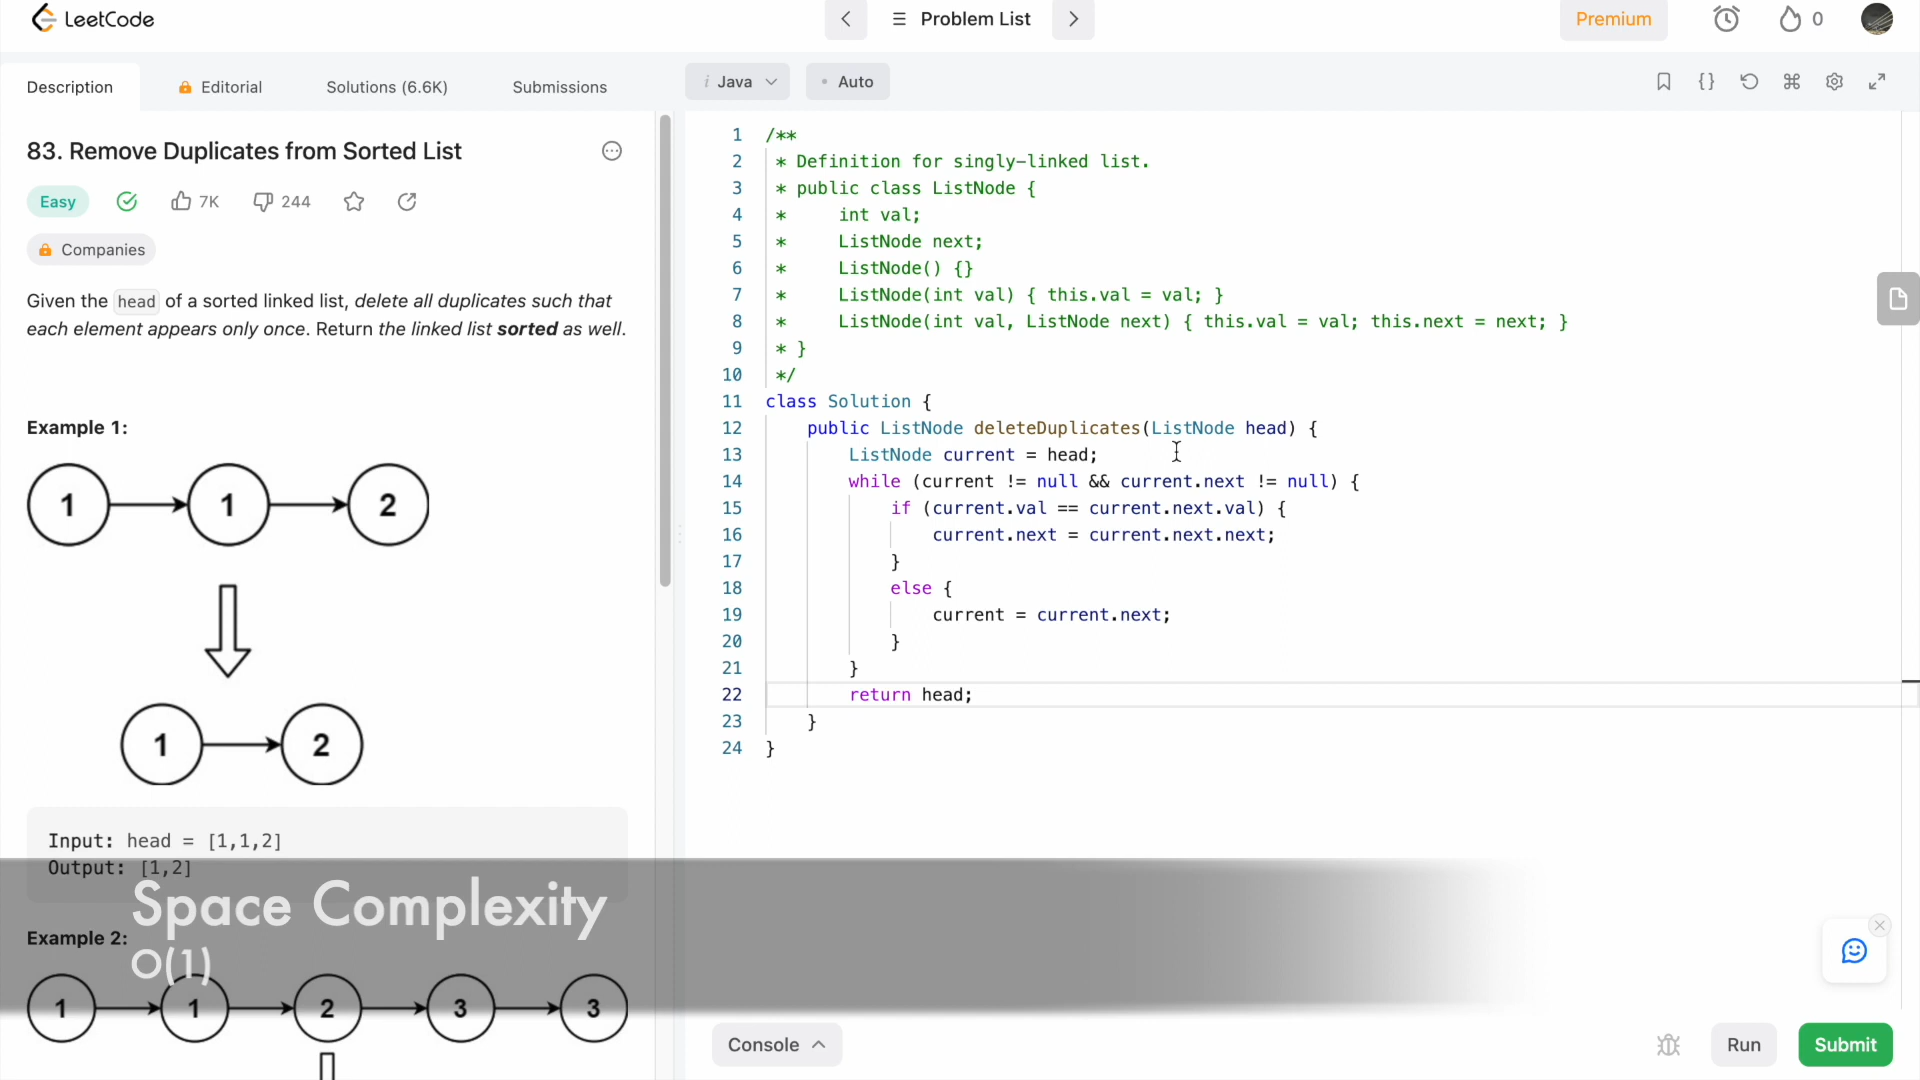 LeetCode
Problem List
Premium
0
Description
Editorial
Solutions (6.6K)
Submissions
i Java
Auto
83. Remove Duplicates from Sorted List
Easy
7K
244
Companies
Given the head of a sorted linked list, delete all duplicates such that
each element appears only once. Return the linked list sorted as well.
Example 1:
1 1 2
1 2
Input: head = [1,1,2]
Output: [1,2]
Example 2:
1 1 2 3 3
1 /**
2 * Definition for singly-linked list.
3 * public class ListNode {
4 *     int val;
5 *     ListNode next;
6 *     ListNode() {}
7 *     ListNode(int val) { this.val = val; }
8 *     ListNode(int val, ListNode next) { this.val = val; this.next = next; }
9 * }
10 */
11 class Solution {
12     public ListNode deleteDuplicates(ListNode head) {
13         ListNode current = head;
14         while (current != null && current.next != null) {
15             if (current.val == current.next.val) {
16                 current.next = current.next.next;
17             }
18             else {
19                 current = current.next;
20             }
21         }
22         return head;
23     }
24 }
Space Complexity
O(1)
Console
Run
Submit